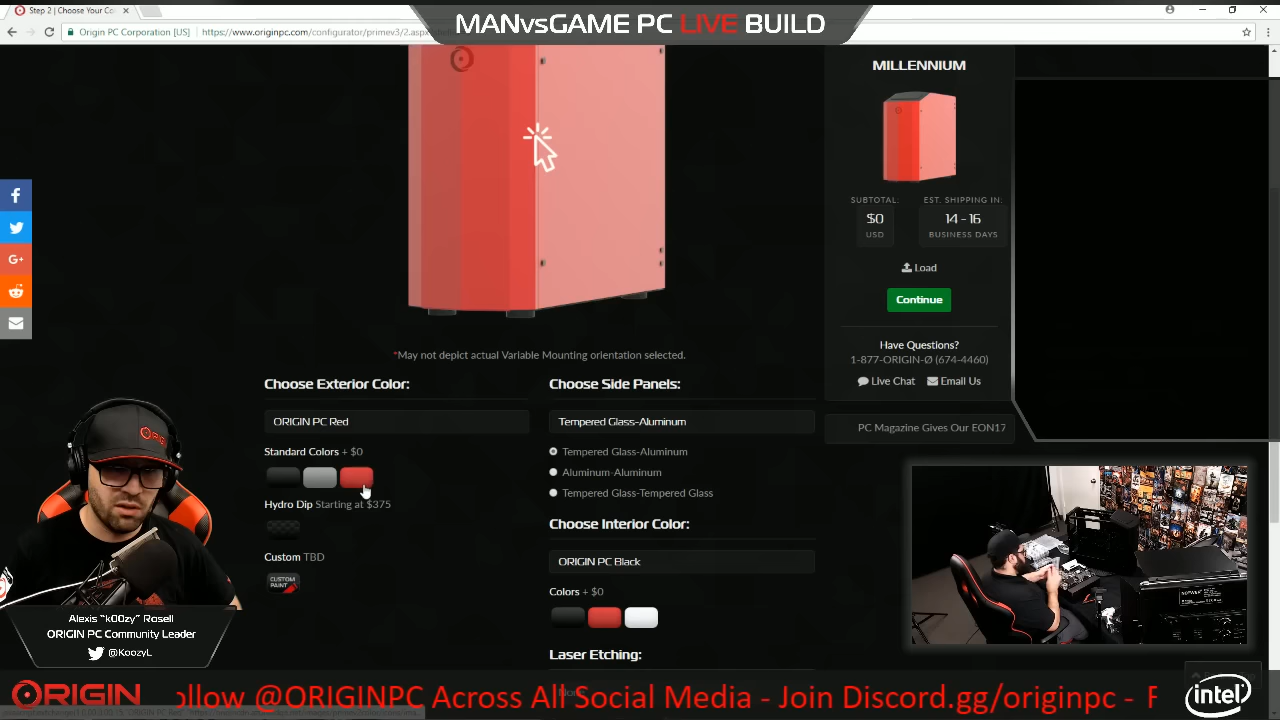 Step 2 | Choose Your Co
MANvsGAME PC LIVE BUILD
Origin PC Corporation [US]
https://www.originpc.com/configurator/primev3/2.aspx
MILLENNIUM
SUBTOTAL:
$0
USD
EST. SHIPPING IN:
14 - 16
BUSINESS DAYS
Load
Continue
Have Questions?
1-877-ORIGIN-Ø (674-4460)
Live Chat
Email Us
PC Magazine Gives Our EON17
*May not depict actual Variable Mounting orientation selected.
Choose Exterior Color:
ORIGIN PC Red
Standard Colors + $0
Hydro Dip Starting at $375
Custom TBD
CUSTOM
PAINT
Choose Side Panels:
Tempered Glass-Aluminum
Tempered Glass-Aluminum
Aluminum-Aluminum
Tempered Glass-Tempered Glass
Choose Interior Color:
ORIGIN PC Black
Colors + $0
Laser Etching:
None
Alexis "k00zy" Roseli
ORIGIN PC Community
Leader
@KoozyL
ORIGIN
ollow @ORIGINPC Across All Social Media - Join Discord.gg/originpc - F
intel